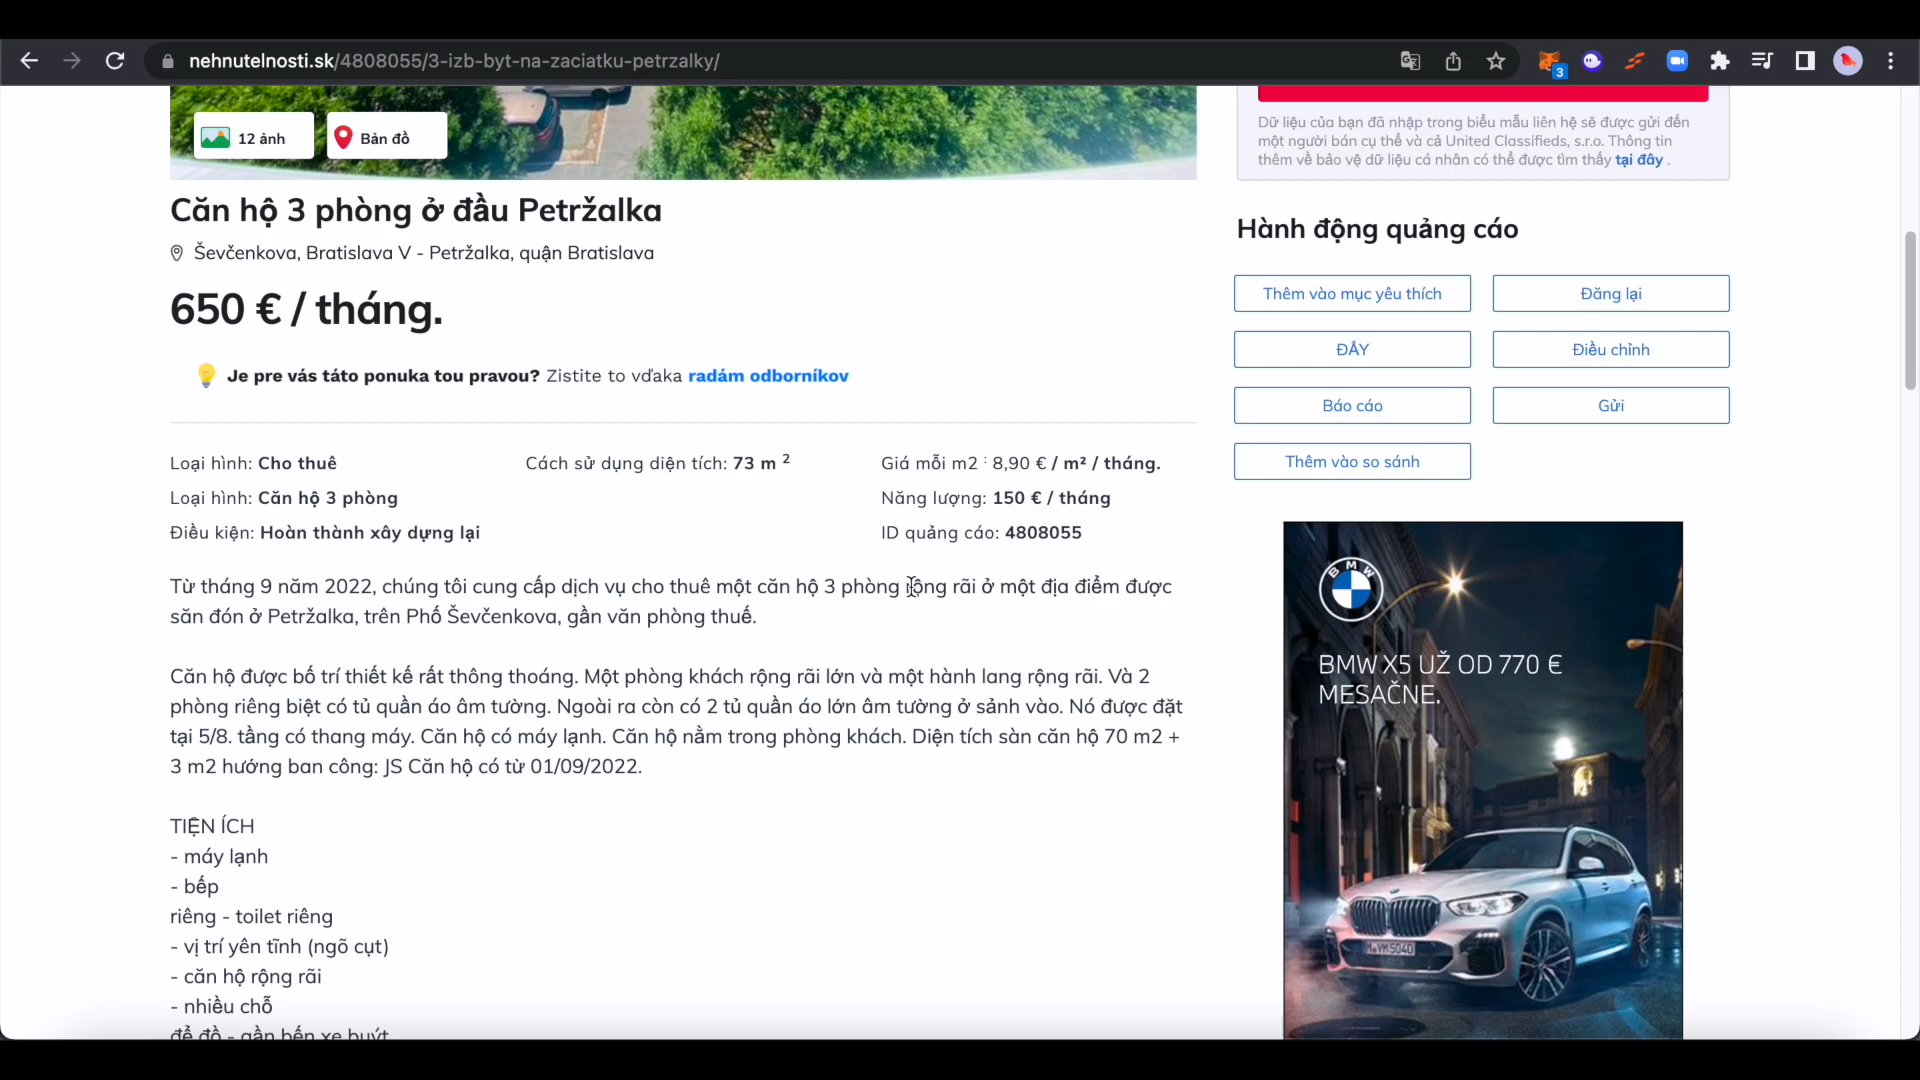 nehnutelnosti.sk/4808055/3-izb-byt-na-zaciatku-petrzalky/
3
12 ảnh
Bản đồ
Căn hộ 3 phòng ở đầu Petržalka
Ševčenkova, Bratislava V - Petržalka, quận Bratislava
650 € / tháng.
Je pre vás táto ponuka tou pravou? Zistite to vďaka radám odborníkov
Loại hình: Cho thuê
Cách sử dụng diện tích: 73 m 2
Giá mỗi m2 : 8,90 € / m² / tháng.
Loại hình: Căn hộ 3 phòng
Năng lượng: 150 € / tháng
Điều kiện: Hoàn thành xây dựng lại
ID quảng cáo: 4808055
Từ tháng 9 năm 2022, chúng tôi cung cấp dịch vụ cho thuê một căn hộ 3 phòng rộng rãi ở một địa điểm được
săn đón ở Petržalka, trên Phố Ševčenkova, gần văn phòng thuế.
Căn hộ được bố trí thiết kế rất thông thoáng. Một phòng khách rộng rãi lớn và một hành lang rộng rãi. Và 2
phòng riêng biệt có tủ quần áo âm tường. Ngoài ra còn có 2 tủ quần áo lớn âm tường ở sảnh vào. Nó được đặt
tại 5/8. tầng có thang máy. Căn hộ có máy lạnh. Căn hộ nằm trong phòng khách. Diện tích sàn căn hộ 70 m2 +
3 m2 hướng ban công: JS Căn hộ có từ 01/09/2022.
TIỆN ÍCH
- máy lạnh
- bếp
riêng - toilet riêng
- vị trí yên tĩnh (ngõ cụt)
- căn hộ rộng rãi
- nhiều chỗ
để đồ - gần bến xe buýt
Dữ liệu của bạn đã nhập trong biểu mẫu liên hệ sẽ được gửi đến
một người bán cụ thể và cả United Classifieds, s.r.o. Thông tin
thêm về bảo vệ dữ liệu cá nhân có thể được tìm thấy tại đây .
Hành động quảng cáo
Thêm vào mục yêu thích
Đăng lại
ĐẨY
Điều chỉnh
Báo cáo
Gửi
Thêm vào so sánh
BMW
BMW X5 UŽ OD 770 €
MESAČNE.